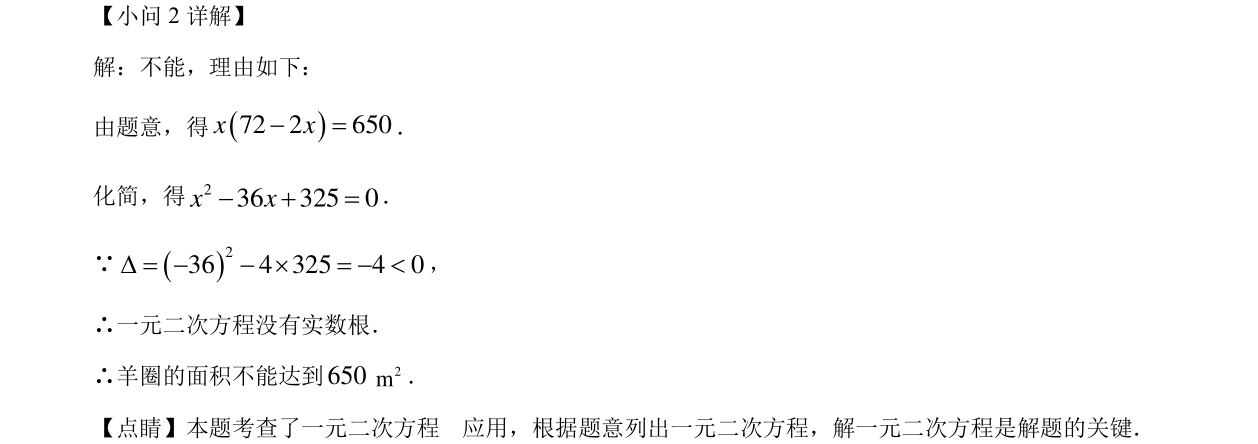 【小问 2 详解】
解：不能，理由如下：
由题意，得 x(72−2x)=650．
化简，得 x²−36x+325=0．
∵ Δ=(−36)²−4×325=−4<0，
∴一元二次方程没有实数根．
∴羊圈的面积不能达到 650 m²．
【点睛】本题考查了一元二次方程 应用，根据题意列出一元二次方程，解一元二次方程是解题的关键．